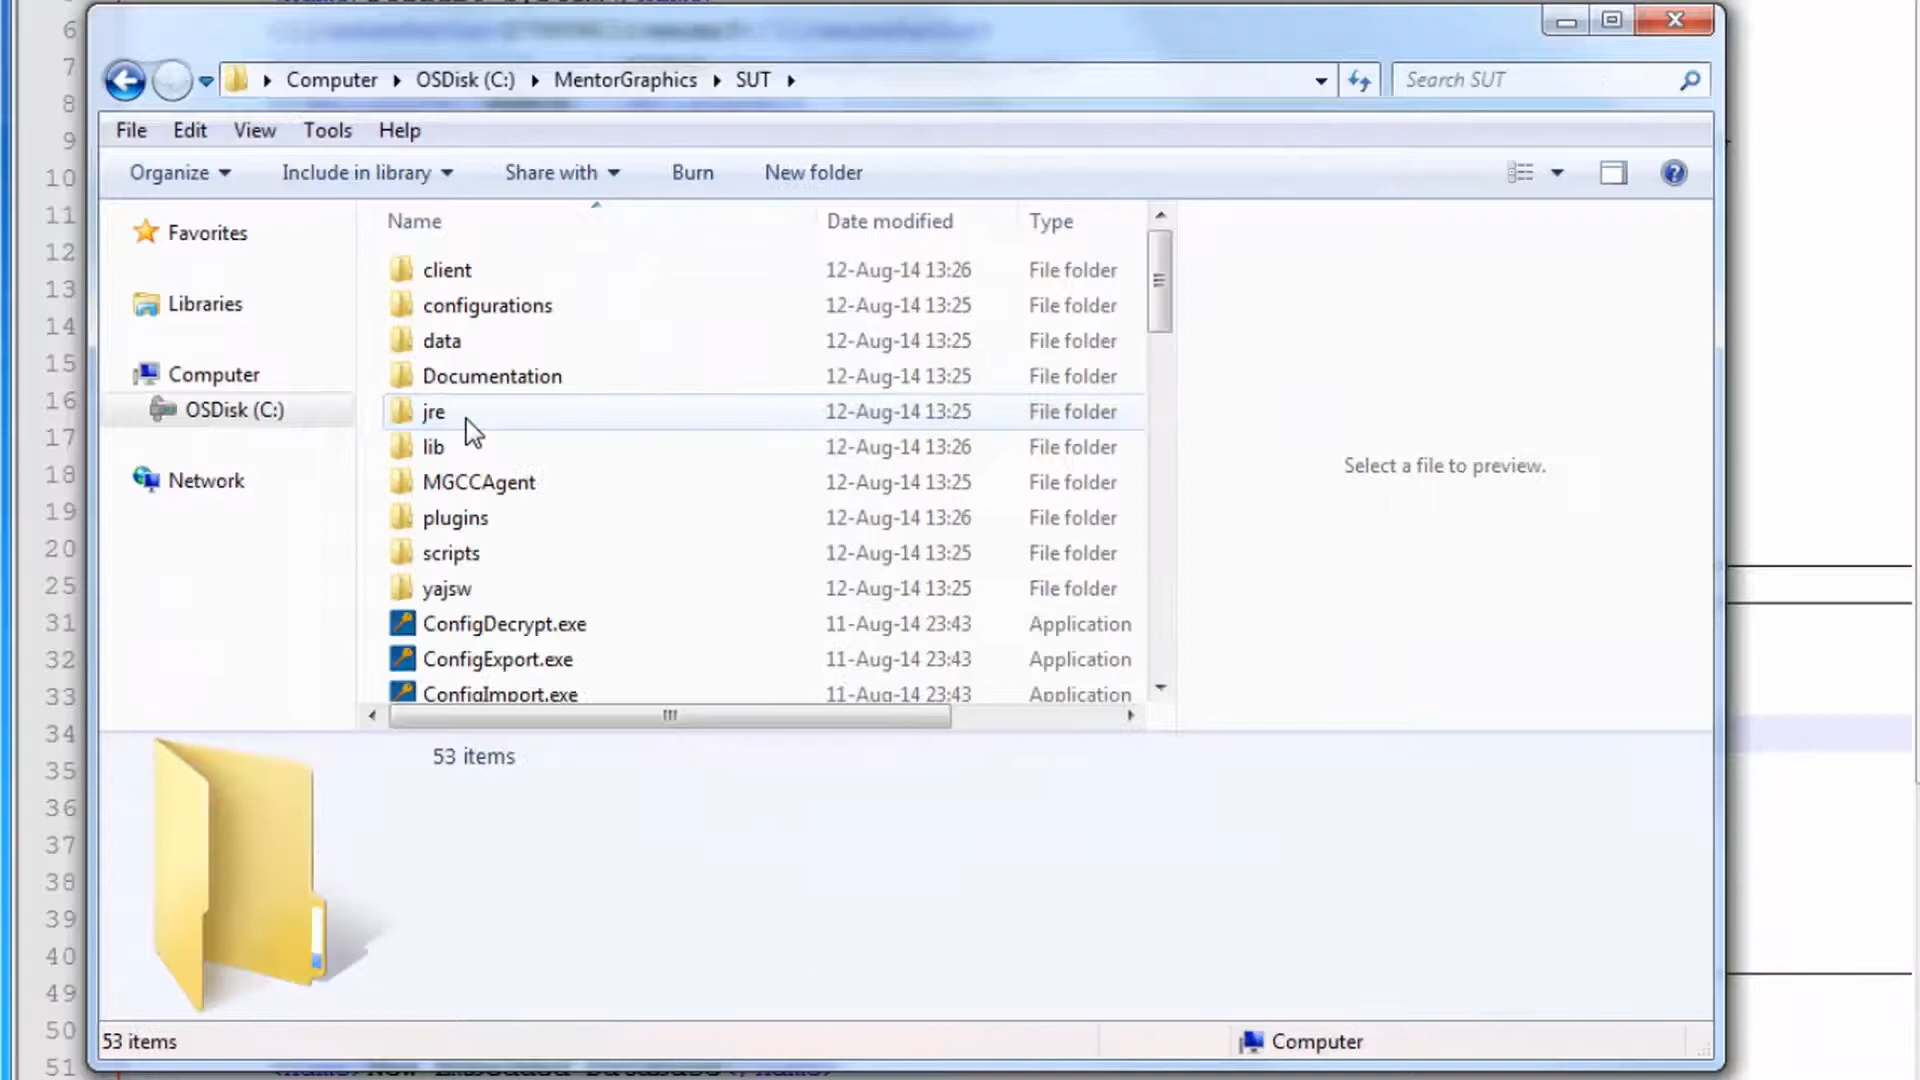 Computer OSDisk (C:) MentorGraphics SUT Search SUT
File Edit View Tools Help
Organize Include in library Share with Burn New folder
Name Date modified Type
Favorites
Libraries
Computer
OSDisk (C:)
Network
client 12-Aug-14 13:26 File folder
configurations 12-Aug-14 13:25 File folder
data 12-Aug-14 13:25 File folder
Documentation 12-Aug-14 13:25 File folder
jre 12-Aug-14 13:25 File folder
lib 12-Aug-14 13:26 File folder
MGCCAgent 12-Aug-14 13:25 File folder
plugins 12-Aug-14 13:26 File folder
scripts 12-Aug-14 13:25 File folder
yajsw 12-Aug-14 13:25 File folder
ConfigDecrypt.exe 11-Aug-14 23:43 Application
ConfigExport.exe 11-Aug-14 23:43 Application
ConfigImport.exe 11-Aug-14 23:43 Application
Select a file to preview.
53 items
53 items Computer
6
7
8
9
10
11
12
13
14
15
16
17
18
19
20
25
31
32
33
34
35
36
37
38
39
40
49
50
51